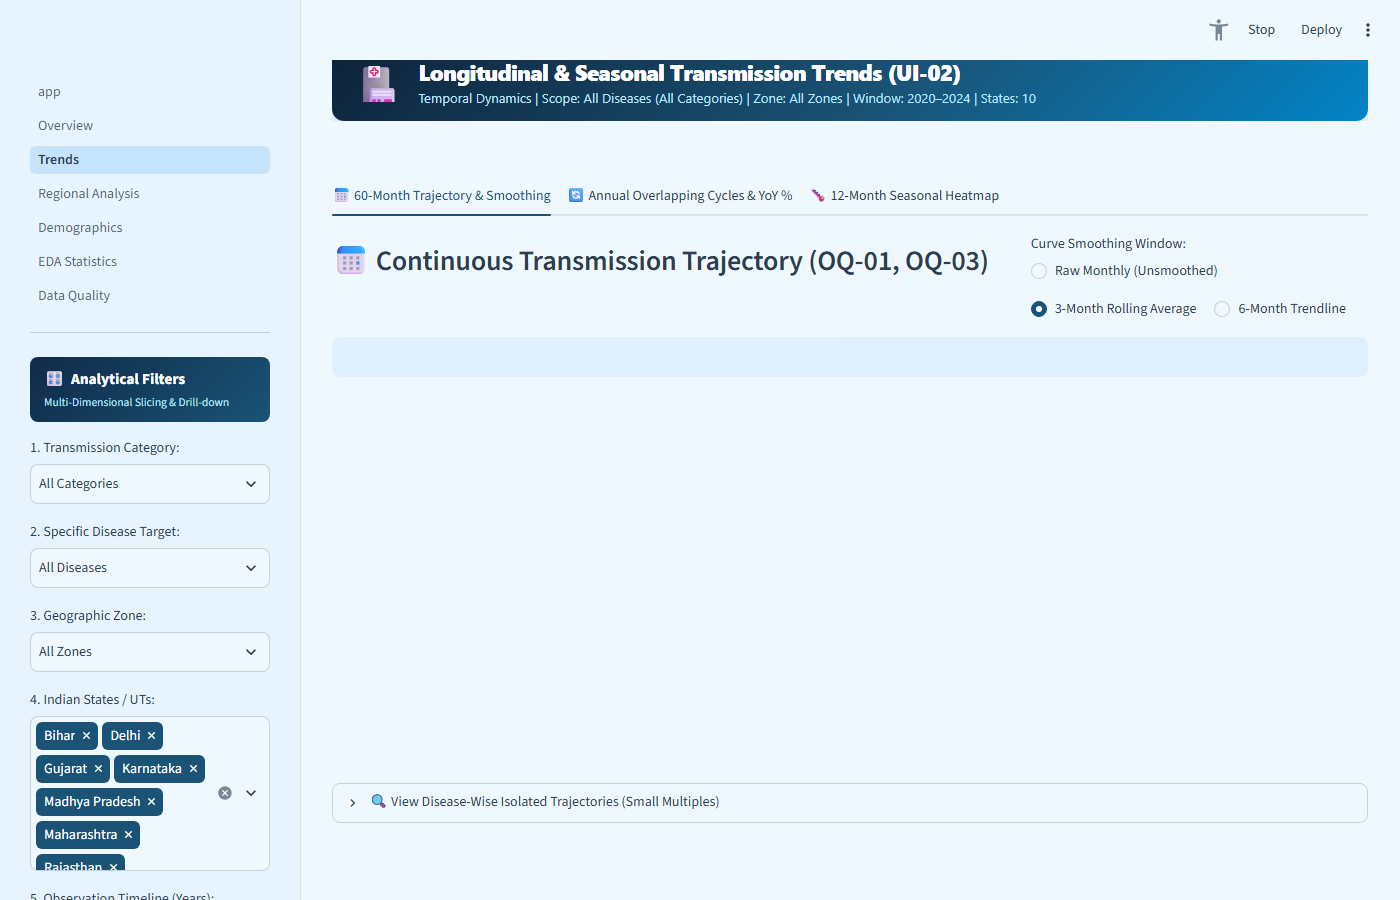 Stop
Deploy
app
Overview
Trends
Regional Analysis
Demographics
EDA Statistics
Data Quality
Analytical Filters
Multi-Dimensional Slicing & Drill-down
1. Transmission Category:
All Categories
2. Specific Disease Target:
All Diseases
3. Geographic Zone:
All Zones
4. Indian States / UTs:
Bihar
Delhi
Gujarat
Karnataka
Madhya Pradesh
Maharashtra
Rajasthan
5. Observation Timeline (Years):
Longitudinal & Seasonal Transmission Trends (UI-02)
Temporal Dynamics | Scope: All Diseases (All Categories) | Zone: All Zones | Window: 2020–2024 | States: 10
60-Month Trajectory & Smoothing
Annual Overlapping Cycles & YoY %
12-Month Seasonal Heatmap
Continuous Transmission Trajectory (OQ-01, OQ-03)
Curve Smoothing Window:
Raw Monthly (Unsmoothed)
3-Month Rolling Average
6-Month Trendline
View Disease-Wise Isolated Trajectories (Small Multiples)